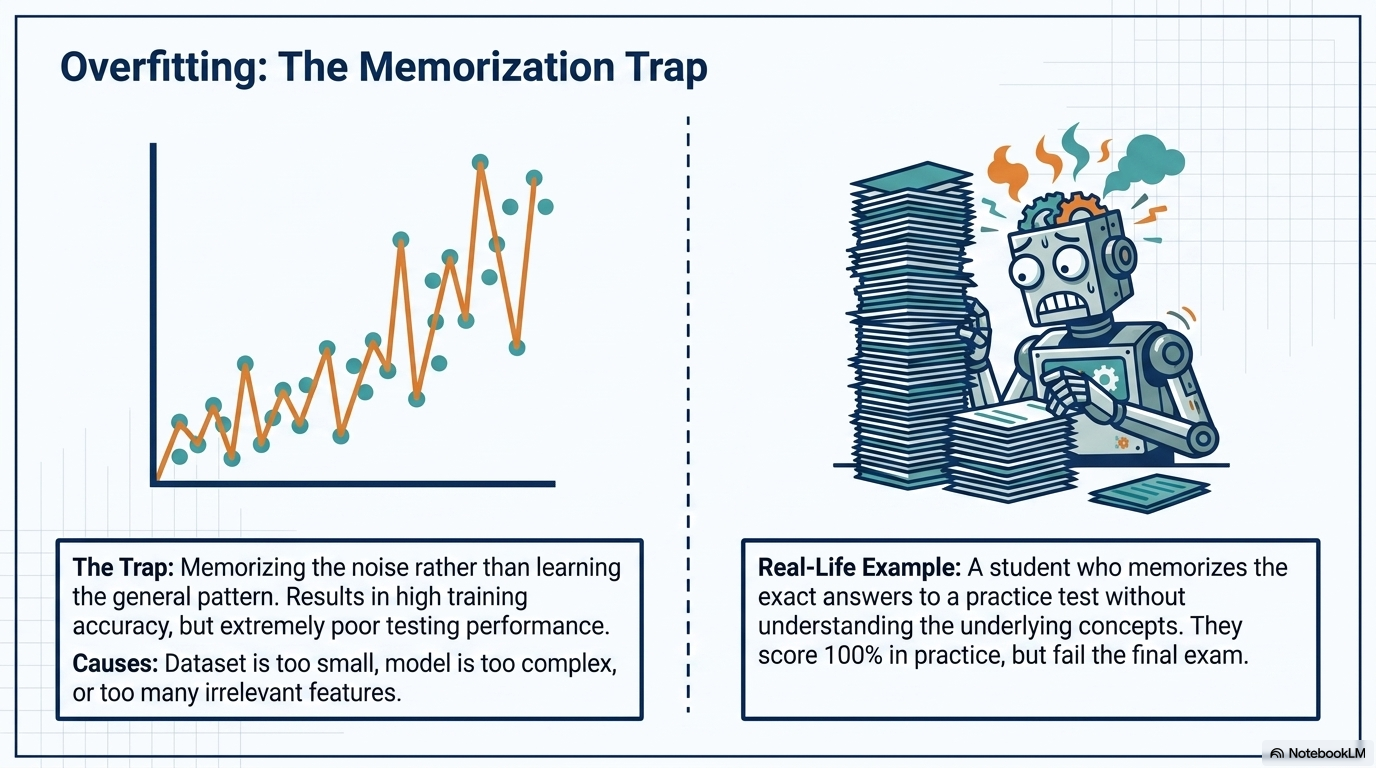 Overfitting: The Memorization Trap
The Trap: Memorizing the noise rather than learning
the general pattern. Results in high training
accuracy, but extremely poor testing performance.
Causes: Dataset is too small, model is too complex,
or too many irrelevant features.
Real-Life Example: A student who memorizes the
exact answers to a practice test without
understanding the underlying concepts. They
score 100% in practice, but fail the final exam.
NotebookLM